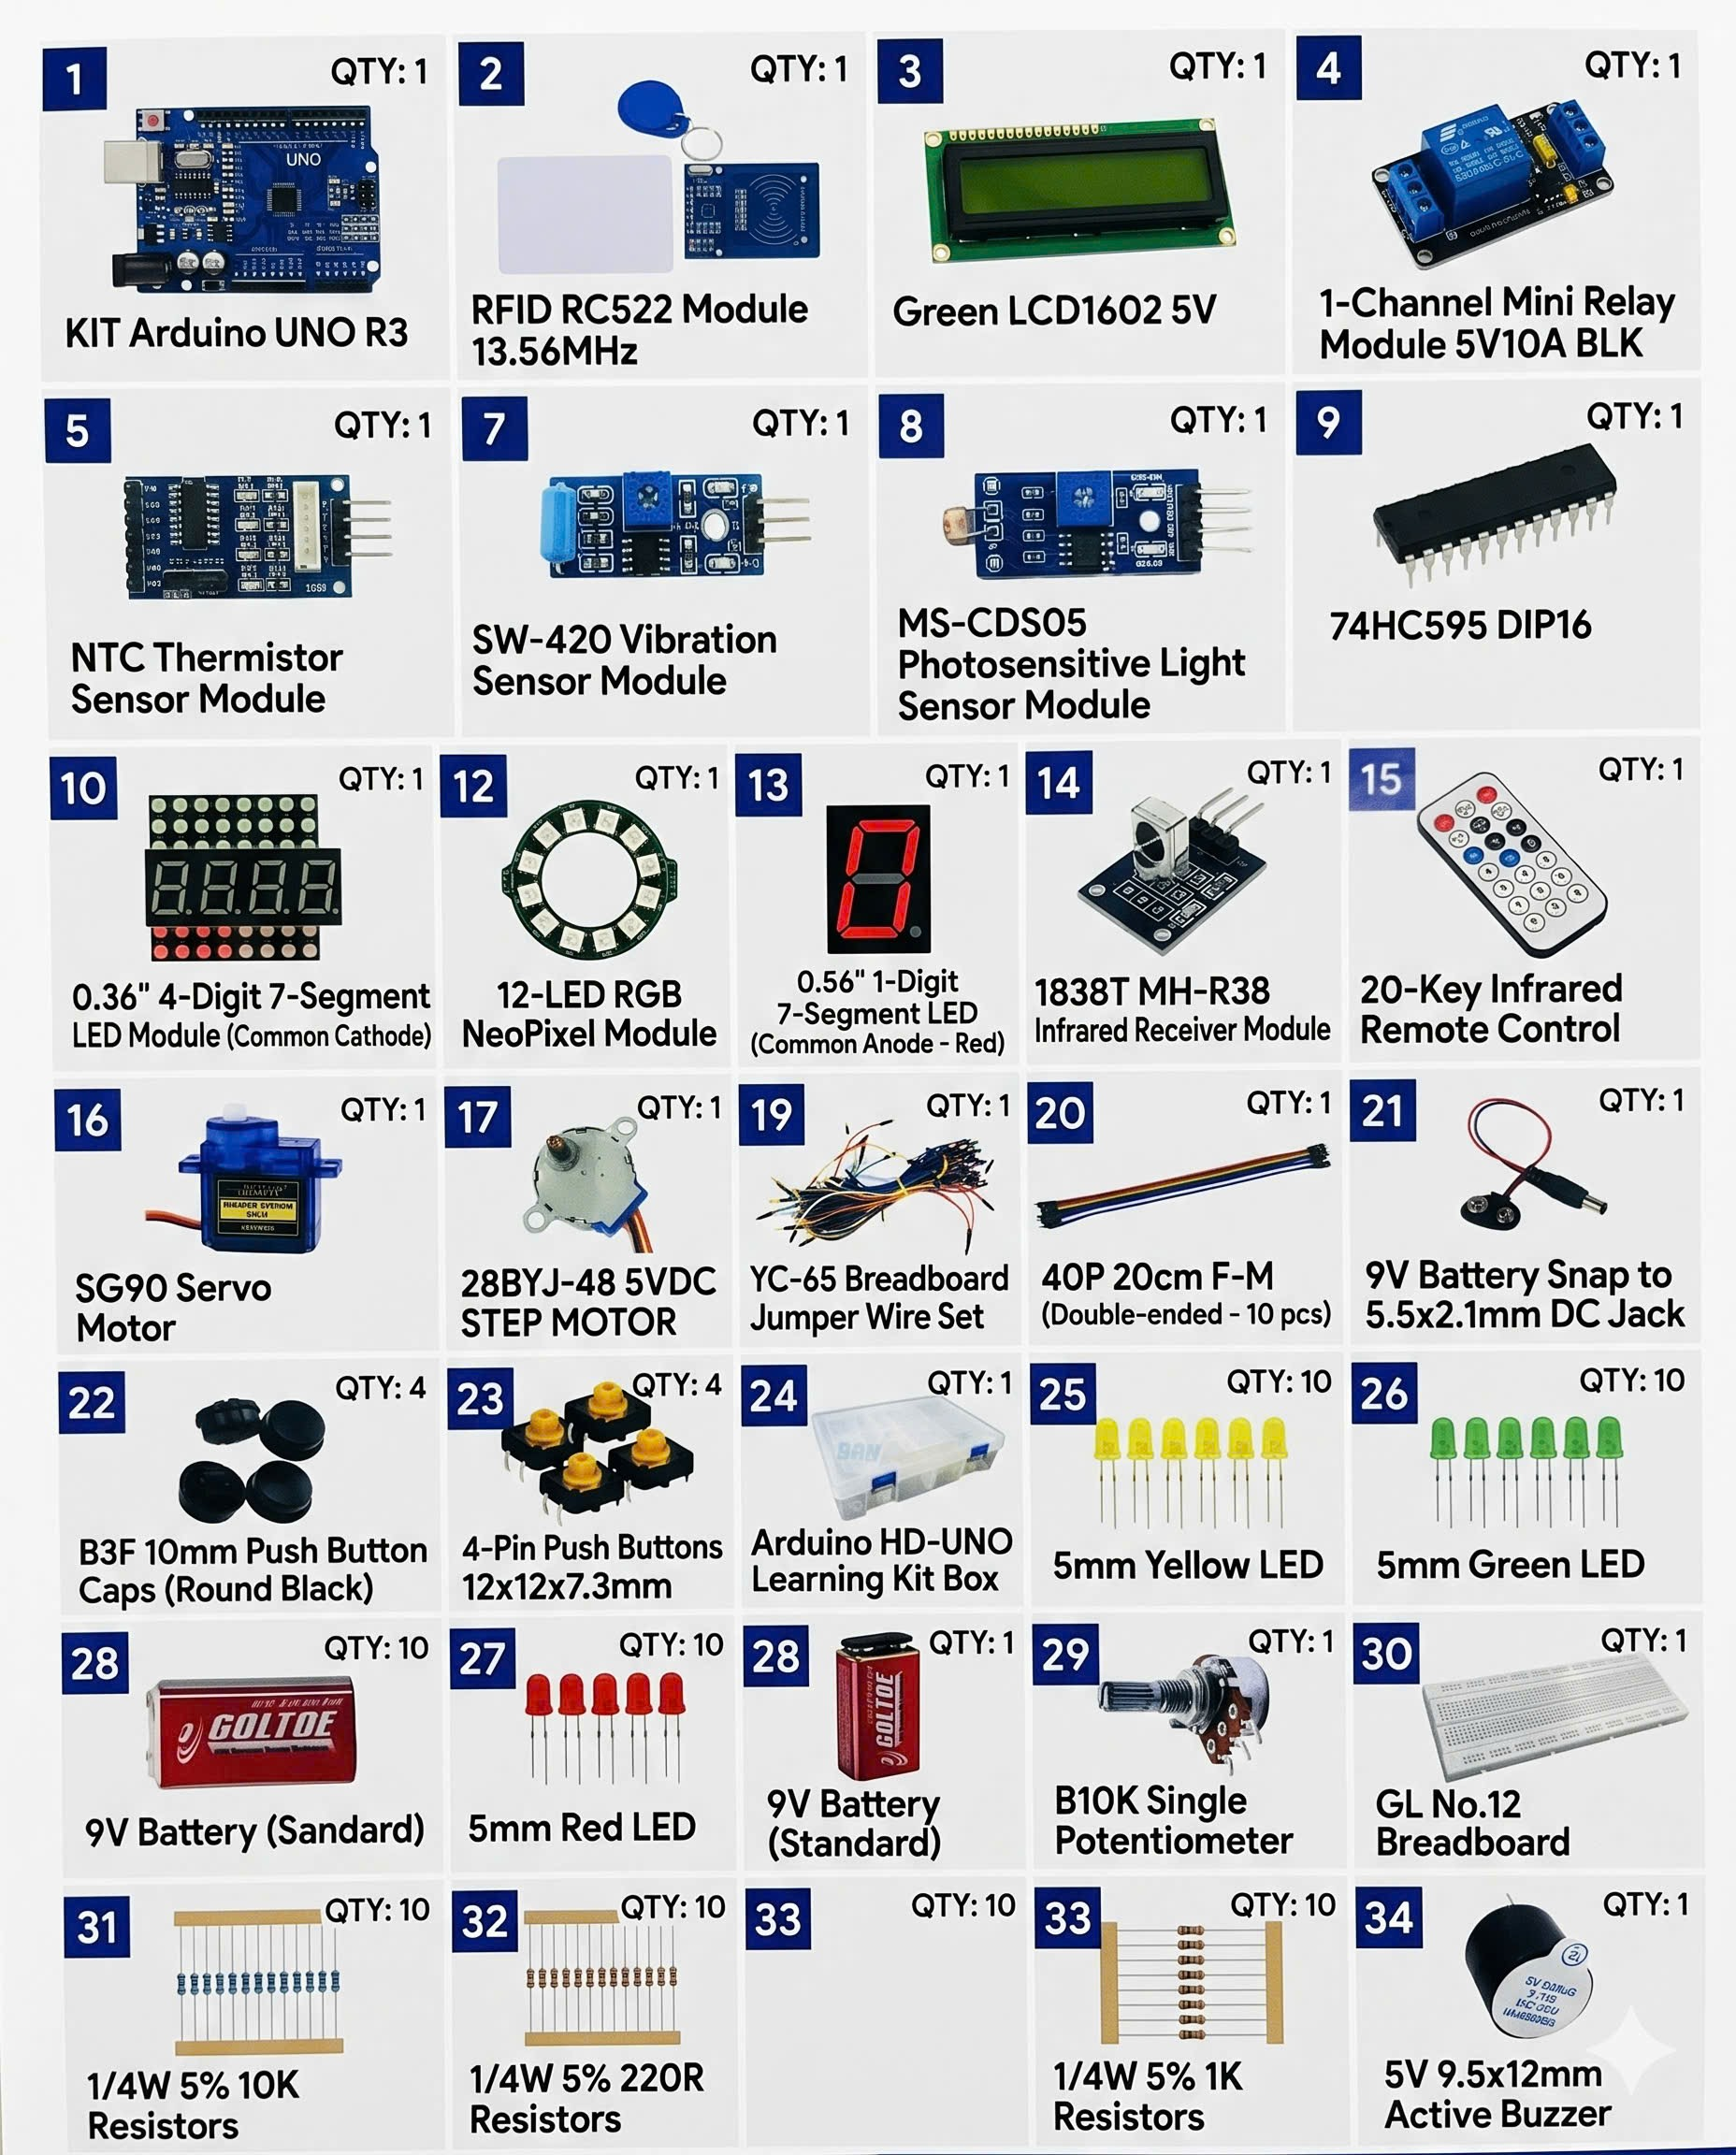 1
QTY: 1
UNO
KIT Arduino UNO R3
2
QTY: 1
RFID RC522 Module
13.56MHz
3
QTY: 1
Green LCD1602 5V
4
QTY: 1
1-Channel Mini Relay
Module 5V10A BLK
5
QTY: 1
NTC Thermistor
Sensor Module
7
QTY: 1
SW-420 Vibration
Sensor Module
8
QTY: 1
MS-CDS05
Photosensitive Light
Sensor Module
9
QTY: 1
74HC595 DIP16
10
QTY: 1
0.36" 4-Digit 7-Segment
LED Module (Common Cathode)
12
QTY: 1
12-LED RGB
NeoPixel Module
13
QTY: 1
0.56" 1-Digit
7-Segment LED
(Common Anode - Red)
14
QTY: 1
1838T MH-R38
Infrared Receiver Module
15
QTY: 1
20-Key Infrared
Remote Control
16
QTY: 1
SG90 Servo
Motor
17
QTY: 1
28BYJ-48 5VDC
STEP MOTOR
19
QTY: 1
YC-65 Breadboard
Jumper Wire Set
20
QTY: 1
40P 20cm F-M
(Double-ended - 10 pcs)
21
QTY: 1
9V Battery Snap to
5.5x2.1mm DC Jack
22
QTY: 4
B3F 10mm Push Button
Caps (Round Black)
23
QTY: 4
4-Pin Push Buttons
12x12x7.3mm
24
QTY: 1
Arduino HD-UNO
Learning Kit Box
25
QTY: 10
5mm Yellow LED
26
QTY: 10
5mm Green LED
28
QTY: 10
GOLTOE
9V Battery (Sandard)
27
QTY: 10
5mm Red LED
28
QTY: 1
GOLTOE
9V Battery
(Standard)
29
QTY: 1
B10K Single
Potentiometer
30
QTY: 1
GL No.12
Breadboard
31
QTY: 10
1/4W 5% 10K
Resistors
32
QTY: 10
1/4W 5% 220R
Resistors
33
QTY: 10
33
QTY: 10
1/4W 5% 1K
Resistors
34
QTY: 1
5V 9.5x12mm
Active Buzzer